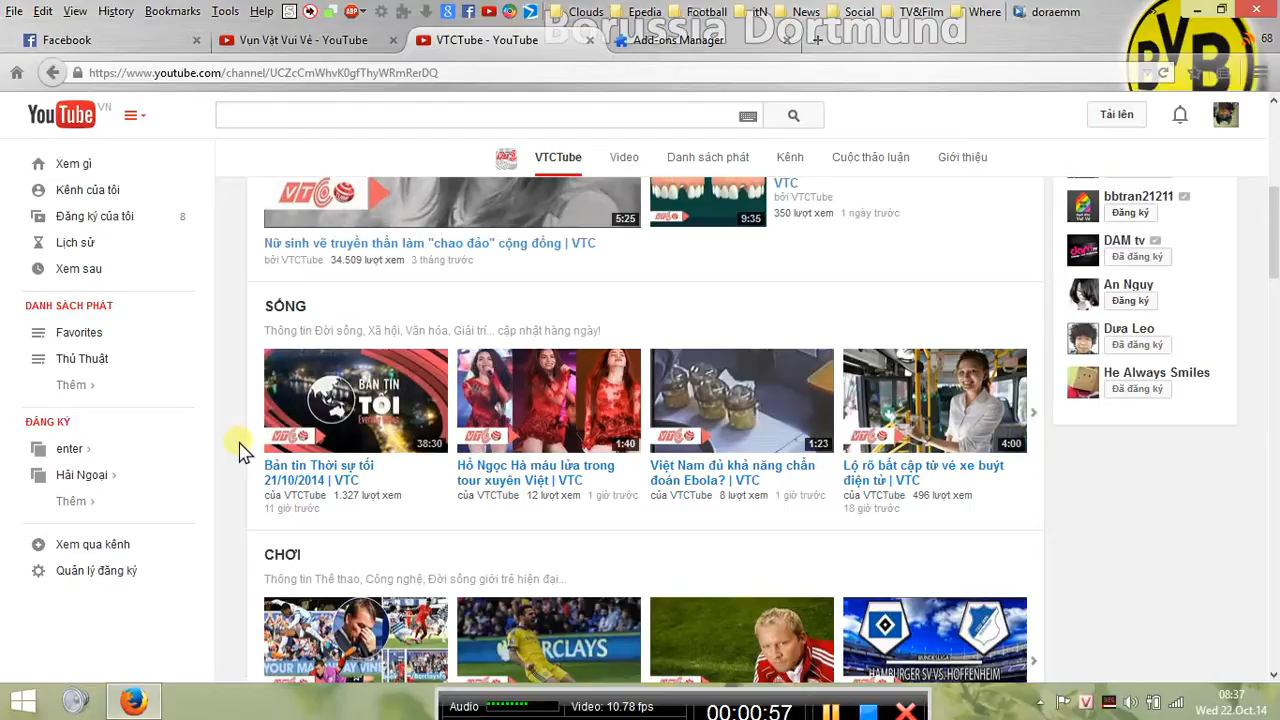 File Edit View History Bookmarks Tools Help
Clouds Espedia Football ritN News Social TV&Film Where doraemm
Borussia Dortmund
BVB 09
Facebook
Vụn Vặt Vui Vẻ - YouTube
VTCTube - YouTube
Add-ons Manager
68
https://www.youtube.com/channel/UCZcCmWhvK0gfThyWRmRerDQ
YouTube VN
Tải lên
VTCTube Video Danh sách phát Kênh Cuộc thảo luận Giới thiệu
Xem gì
Kênh của tôi
Đăng ký của tôi 8
Lịch sử
Xem sau
DANH SÁCH PHÁT
Favorites
Thủ Thuật
Thêm ›
ĐĂNG KÝ
enter ›
Hải Ngoại ›
Thêm ›
Xem qua kênh
Quản lý đăng ký
VTC
5:25
Nữ sinh vẽ truyền thần làm "chao đảo" cộng đồng | VTC
bởi VTCTube 34.509 lượt xem 3 tháng trước
9:35
VTC
bởi VTCTube
350 lượt xem 1 ngày trước
SỐNG
Thông tin Đời sống, Xã hội, Văn hóa, Giải trí... cập nhật hàng ngày!
BẢN TIN
TỐI
38:30
Bản tin Thời sự tối
21/10/2014 | VTC
của VTCTube 1.327 lượt xem
11 giờ trước
1:40
Hồ Ngọc Hà máu lửa trong
tour xuyên Việt | VTC
của VTCTube 12 lượt xem 1 giờ trước
1:23
Việt Nam đủ khả năng chẩn
đoán Ebola? | VTC
của VTCTube 8 lượt xem 1 giờ trước
4:00
Lộ rõ bất cập từ vé xe buýt
điện tử | VTC
của VTCTube 496 lượt xem
18 giờ trước
CHƠI
Thông tin Thể thao, Công nghệ, Đời sống giới trẻ hiện đại...
BARCLAYS
HAMBURGER SV VS. HOFFENHEIM
bbtran21211
Đăng ký
DAM tv
Đã đăng ký
An Nguy
Đăng ký
Dưa Leo
Đã đăng ký
He Always Smiles
Đã đăng ký
Audio
Video: 10.78 fps
00:00:57
08:37
Wed 22.Oct.14